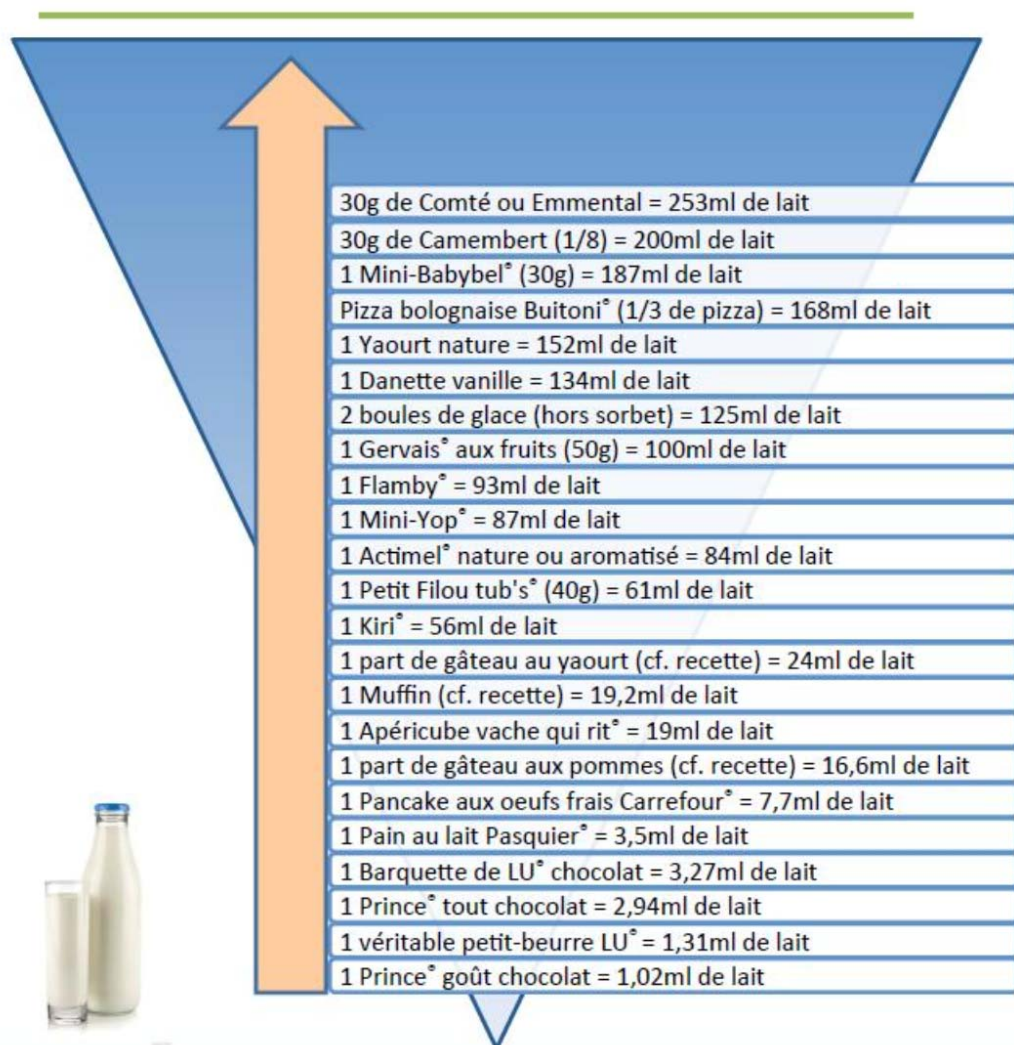 30g de Comté ou Emmental = 253ml de lait
30g de Camembert (1/8) = 200ml de lait
1 Mini-Babybel® (30g) = 187ml de lait
Pizza bolognaise Buitoni® (1/3 de pizza) = 168ml de lait
1 Yaourt nature = 152ml de lait
1 Danette vanille = 134ml de lait
2 boules de glace (hors sorbet) = 125ml de lait
1 Gervais® aux fruits (50g) = 100ml de lait
1 Flamby® = 93ml de lait
1 Mini-Yop® = 87ml de lait
1 Actimel® nature ou aromatisé = 84ml de lait
1 Petit Filou tub's® (40g) = 61ml de lait
1 Kiri® = 56ml de lait
1 part de gâteau au yaourt (cf. recette) = 24ml de lait
1 Muffin (cf. recette) = 19,2ml de lait
1 Apéricube vache qui rit® = 19ml de lait
1 part de gâteau aux pommes (cf. recette) = 16,6ml de lait
1 Pancake aux oeufs frais Carrefour® = 7,7ml de lait
1 Pain au lait Pasquier® = 3,5ml de lait
1 Barquette de LU® chocolat = 3,27ml de lait
1 Prince® tout chocolat = 2,94ml de lait
1 véritable petit-beurre LU® = 1,31ml de lait
1 Prince® goût chocolat = 1,02ml de lait